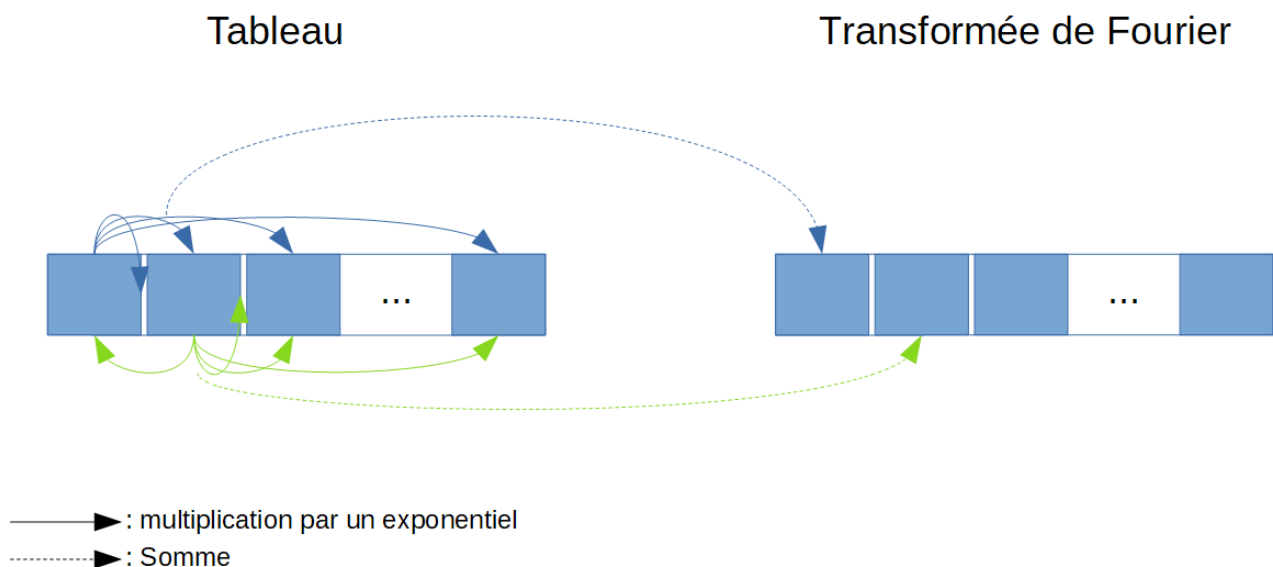 Tableau
Transformée de Fourier
...
...
: multiplication par un exponentiel
: Somme